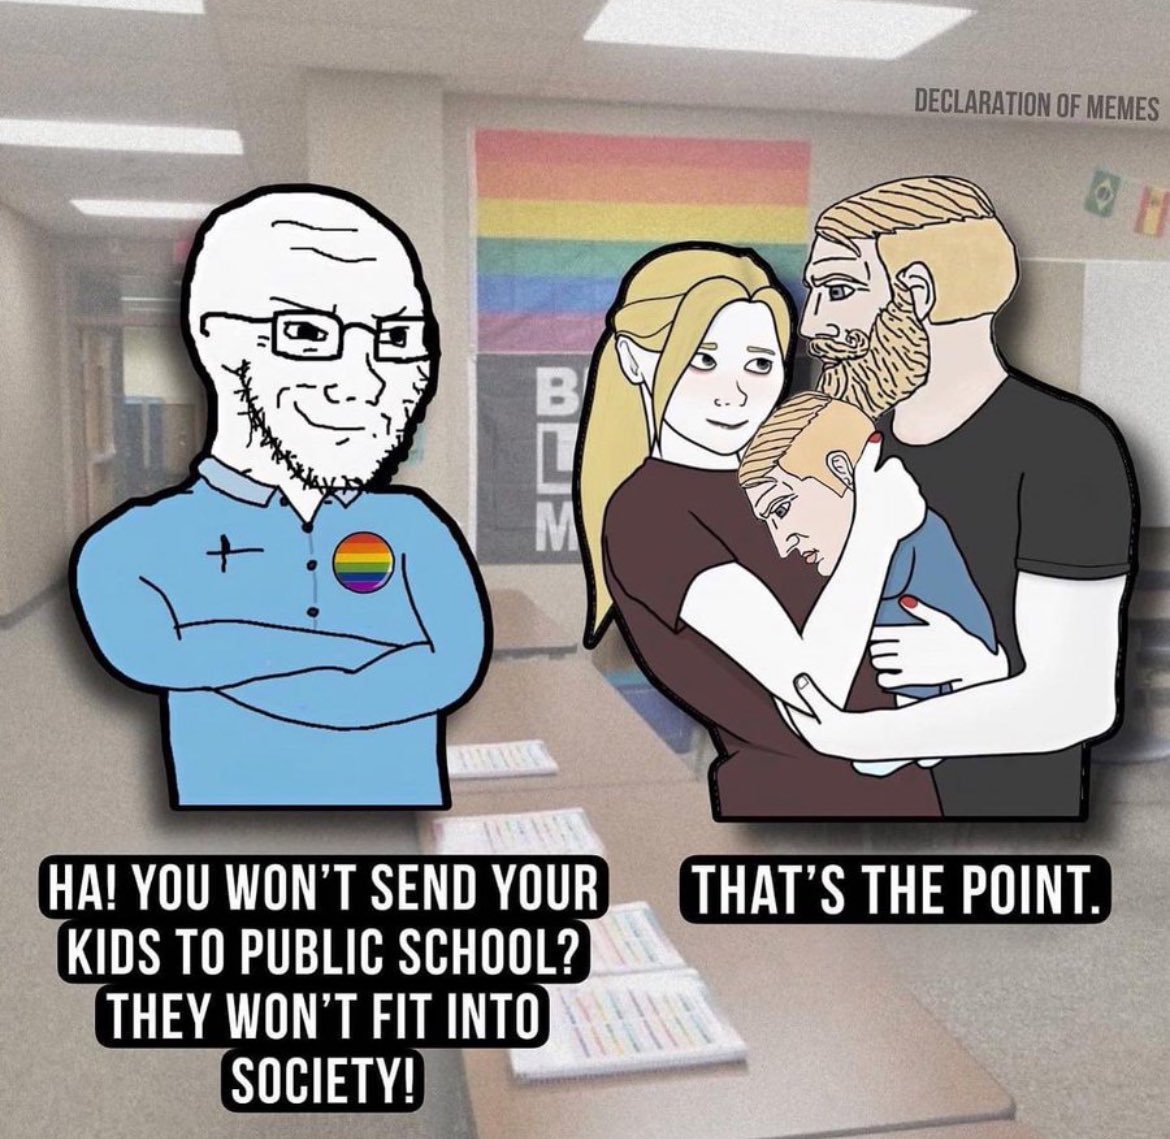 DECLARATION OF MEMES
B
L
M
HA! YOU WON'T SEND YOUR
KIDS TO PUBLIC SCHOOL?
THEY WON'T FIT INTO
SOCIETY!
THAT'S THE POINT.